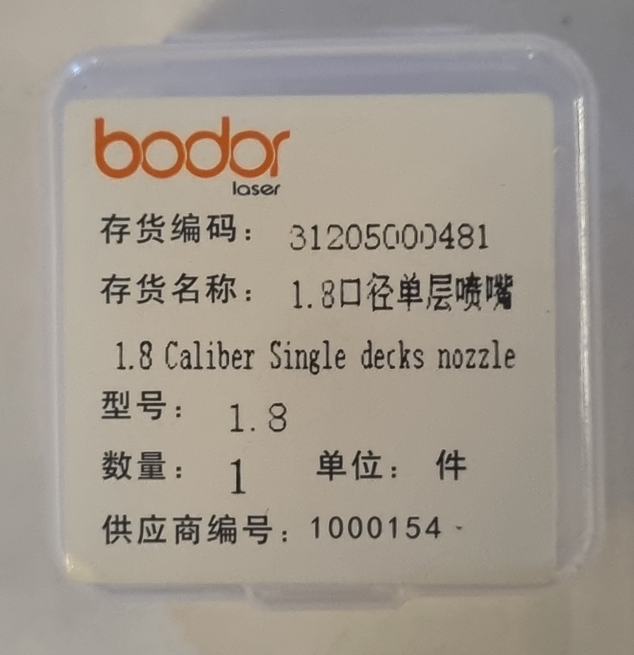 bodor
laser
存货编码： 31205000481
存货名称： 1.8口径单层喷嘴
1.8 Caliber Single decks nozzle
型号： 1.8
数量： 1 单位： 件
供应商编号：1000154